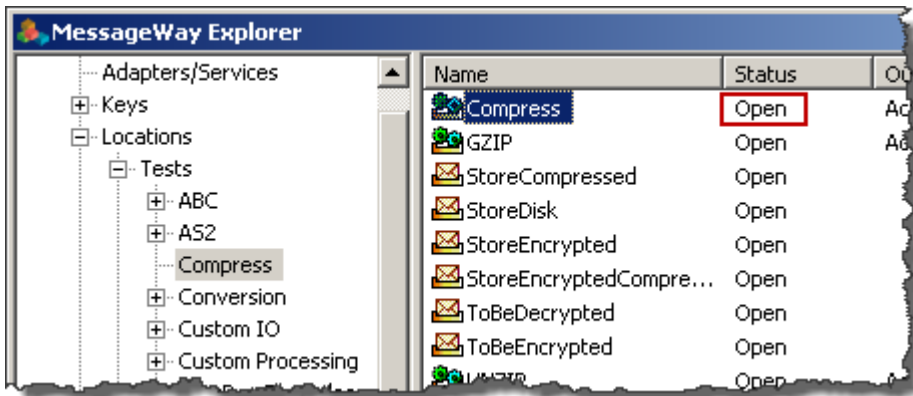 MessageWay Explorer
Adapters/Services
Keys
Locations
Tests
ABC
AS2
Compress
Conversion
Custom IO
Custom Processing
Name Status
Compress Open
GZIP Open
StoreCompressed Open
StoreDisk Open
StoreEncrypted Open
StoreEncryptedCompre... Open
ToBeDecrypted Open
ToBeEncrypted Open
Open